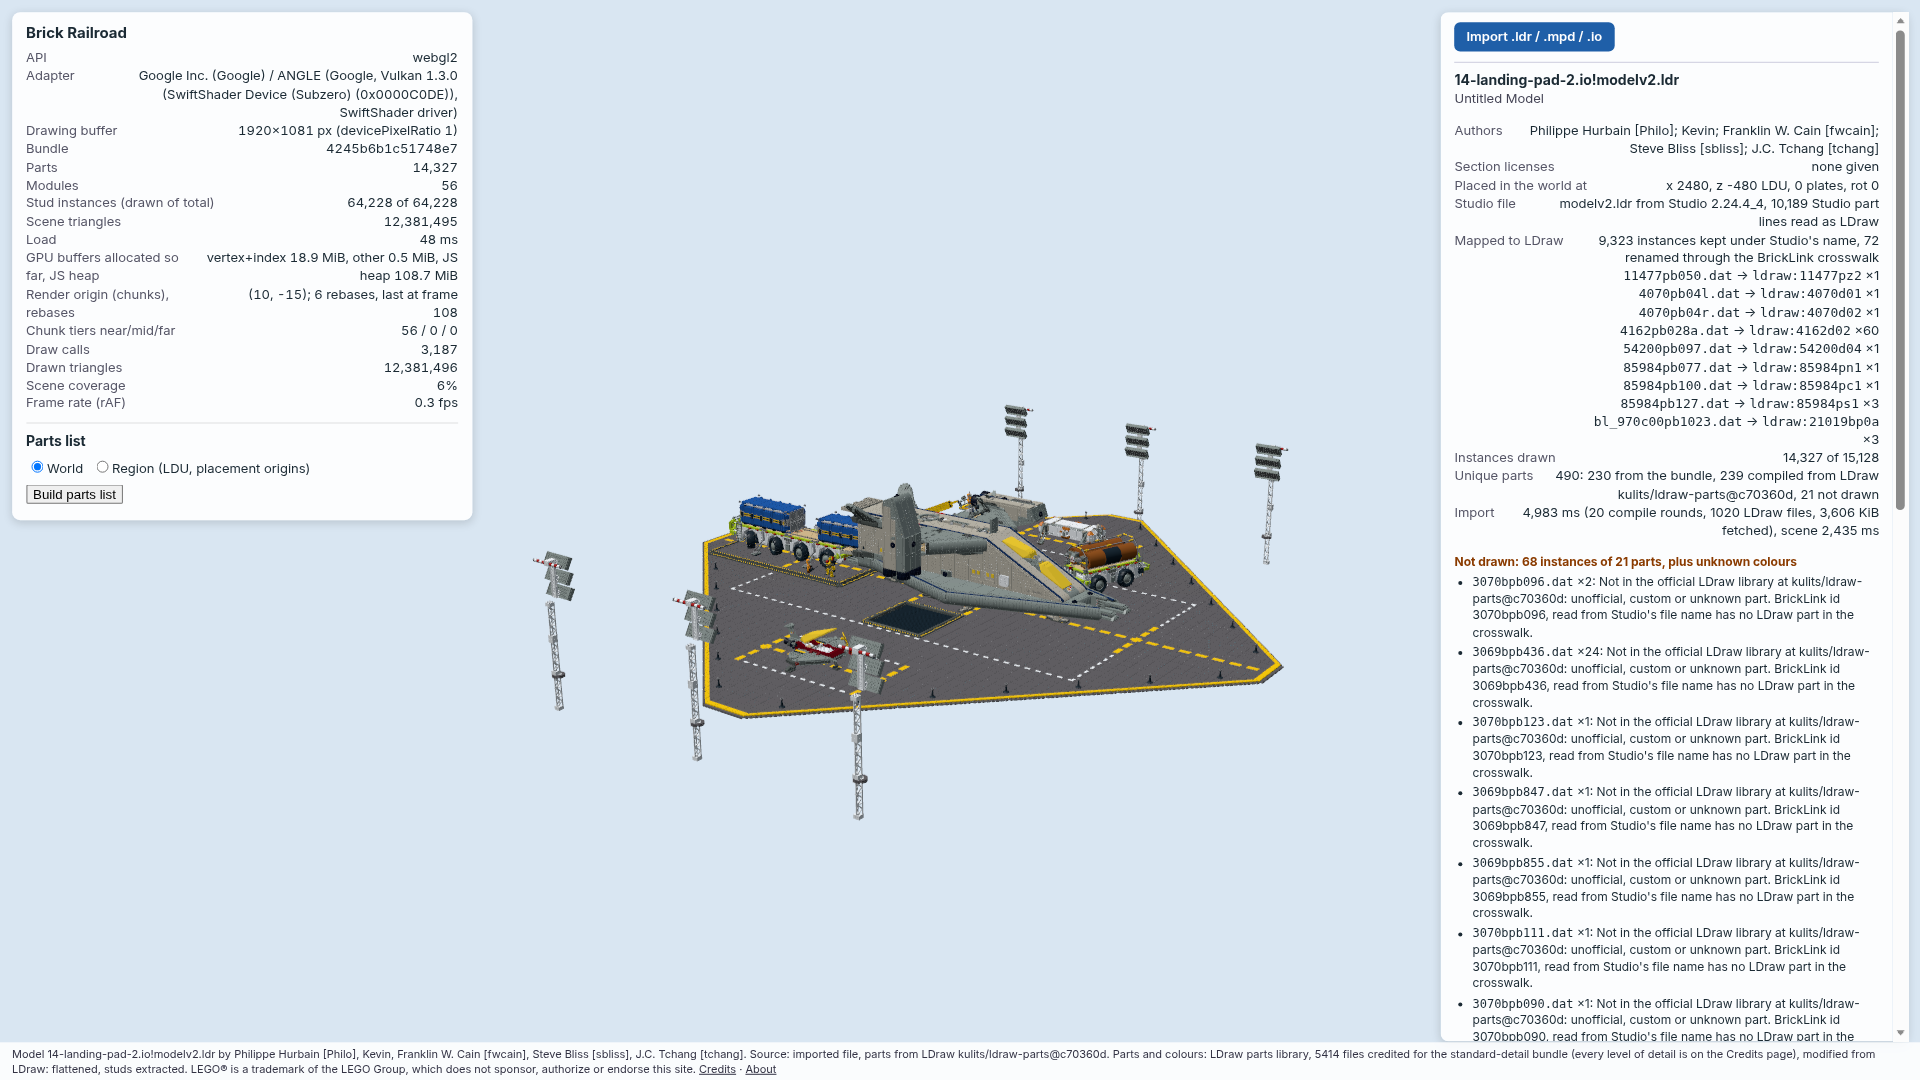 Brick Railroad
API webgl2
Adapter Google Inc. (Google) / ANGLE (Google, Vulkan 1.3.0
(SwiftShader Device (Subzero) (0x0000C0DE)),
SwiftShader driver)
Drawing buffer 1920×1081 px (devicePixelRatio 1)
Bundle 4245b6b1c51748e7
Parts 14,327
Modules 56
Stud instances (drawn of total) 64,228 of 64,228
Scene triangles 12,381,495
Load 48 ms
GPU buffers allocated so vertex+index 18.9 MiB, other 0.5 MiB, JS
far, JS heap heap 108.7 MiB
Render origin (chunks), (10, -15); 6 rebases, last at frame
rebases 108
Chunk tiers near/mid/far 56 / 0 / 0
Draw calls 3,187
Drawn triangles 12,381,496
Scene coverage 6%
Frame rate (rAF) 0.3 fps
Parts list
World Region (LDU, placement origins)
Build parts list
Import .ldr / .mpd / .io
14-landing-pad-2.io!modelv2.ldr
Untitled Model
Authors Philippe Hurbain [Philo]; Kevin; Franklin W. Cain [fwcain];
Steve Bliss [sbliss]; J.C. Tchang [tchang]
Section licenses none given
Placed in the world at x 2480, z -480 LDU, 0 plates, rot 0
Studio file modelv2.ldr from Studio 2.24.4_4, 10,189 Studio part
lines read as LDraw
Mapped to LDraw 9,323 instances kept under Studio's name, 72
renamed through the BrickLink crosswalk
11477pb050.dat → ldraw:11477pz2 ×1
4070pb04l.dat → ldraw:4070d01 ×1
4070pb04r.dat → ldraw:4070d02 ×1
4162pb028a.dat → ldraw:4162d02 ×60
54200pb097.dat → ldraw:54200d04 ×1
85984pb077.dat → ldraw:85984pn1 ×1
85984pb100.dat → ldraw:85984pc1 ×1
85984pb127.dat → ldraw:85984ps1 ×3
bl_970c00pb1023.dat → ldraw:21019bp0a
×3
Instances drawn 14,327 of 15,128
Unique parts 490: 230 from the bundle, 239 compiled from LDraw
kulits/ldraw-parts@c70360d, 21 not drawn
Import 4,983 ms (20 compile rounds, 1020 LDraw files, 3,606 KiB
fetched), scene 2,435 ms
Not drawn: 68 instances of 21 parts, plus unknown colours
• 3070bpb096.dat ×2: Not in the official LDraw library at kulits/ldraw-
parts@c70360d: unofficial, custom or unknown part. BrickLink id
3070bpb096, read from Studio's file name has no LDraw part in the
crosswalk.
• 3069bpb436.dat ×24: Not in the official LDraw library at kulits/ldraw-
parts@c70360d: unofficial, custom or unknown part. BrickLink id
3069bpb436, read from Studio's file name has no LDraw part in the
crosswalk.
• 3070bpb123.dat ×1: Not in the official LDraw library at kulits/ldraw-
parts@c70360d: unofficial, custom or unknown part. BrickLink id
3070bpb123, read from Studio's file name has no LDraw part in the
crosswalk.
• 3069bpb847.dat ×1: Not in the official LDraw library at kulits/ldraw-
parts@c70360d: unofficial, custom or unknown part. BrickLink id
3069bpb847, read from Studio's file name has no LDraw part in the
crosswalk.
• 3069bpb855.dat ×1: Not in the official LDraw library at kulits/ldraw-
parts@c70360d: unofficial, custom or unknown part. BrickLink id
3069bpb855, read from Studio's file name has no LDraw part in the
crosswalk.
• 3070bpb111.dat ×1: Not in the official LDraw library at kulits/ldraw-
parts@c70360d: unofficial, custom or unknown part. BrickLink id
3070bpb111, read from Studio's file name has no LDraw part in the
crosswalk.
• 3070bpb090.dat ×1: Not in the official LDraw library at kulits/ldraw-
parts@c70360d: unofficial, custom or unknown part. BrickLink id
3070bpb090, read from Studio's file name has no LDraw part in the
Model 14-landing-pad-2.io!modelv2.ldr by Philippe Hurbain [Philo], Kevin, Franklin W. Cain [fwcain], Steve Bliss [sbliss], J.C. Tchang [tchang]. Source: imported file, parts from LDraw kulits/ldraw-parts@c70360d. Parts and colours: LDraw parts library, 5414 files credited for the standard-detail bundle (every level of detail is on the Credits page), modified from
LDraw: flattened, studs extracted. LEGO® is a trademark of the LEGO Group, which does not sponsor, authorize or endorse this site. Credits · About